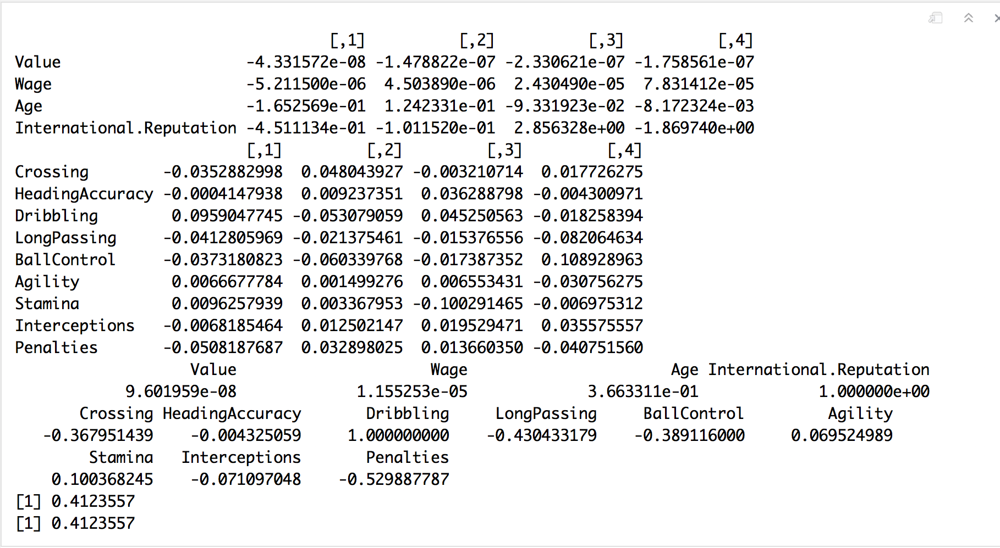 [,1] [,2] [,3] [,4]
Value -4.331572e-08 -1.478822e-07 -2.330621e-07 -1.758561e-07
Wage -5.211500e-06 4.503890e-06 2.430490e-05 7.831412e-05
Age -1.652569e-01 1.242331e-01 -9.331923e-02 -8.172324e-03
International.Reputation -4.511134e-01 -1.011520e-01 2.856328e+00 -1.869740e+00
[,1] [,2] [,3] [,4]
Crossing -0.0352882998 0.048043927 -0.003210714 0.017726275
HeadingAccuracy -0.0004147938 0.009237351 0.036288798 -0.004300971
Dribbling 0.0959047745 -0.053079059 0.045250563 -0.018258394
LongPassing -0.0412805969 -0.021375461 -0.015376556 -0.082064634
BallControl -0.0373180823 -0.060339768 -0.017387352 0.108928963
Agility 0.0066677784 0.001499276 0.006553431 -0.030756275
Stamina 0.0096257939 0.003367953 -0.100291465 -0.006975312
Interceptions -0.0068185464 0.012502147 0.019529471 0.035575557
Penalties -0.0508187687 0.032898025 0.013660350 -0.040751560
Value Wage Age International.Reputation
9.601959e-08 1.155253e-05 3.663311e-01 1.000000e+00
Crossing HeadingAccuracy Dribbling LongPassing BallControl Agility
-0.367951439 -0.004325059 1.000000000 -0.430433179 -0.389116000 0.069524989
Stamina Interceptions Penalties
0.100368245 -0.071097048 -0.529887787
[1] 0.4123557
[1] 0.4123557